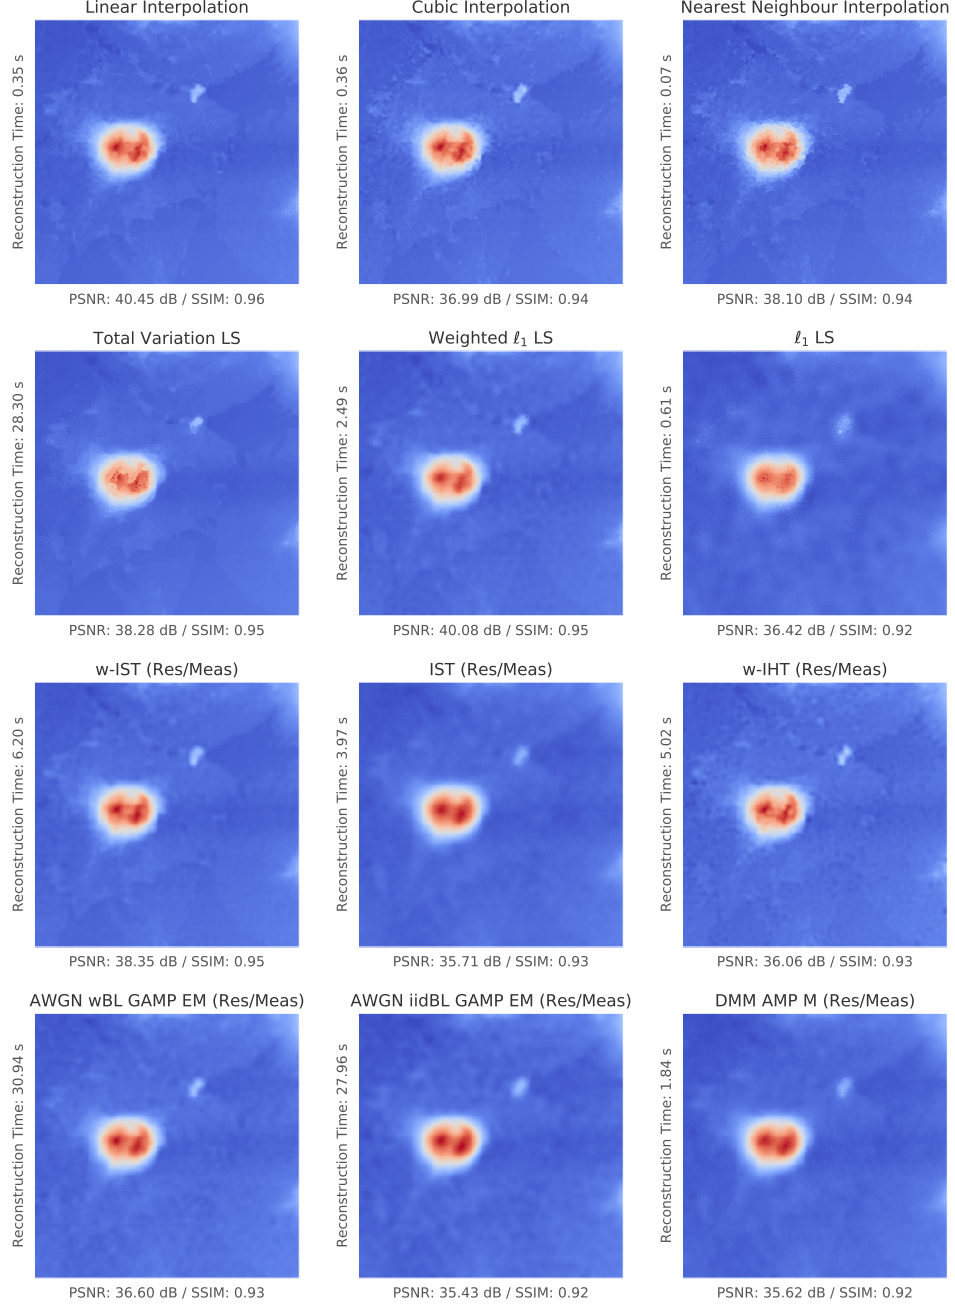 Linear Interpolation
Cubic Interpolation
Nearest Neighbour Interpolation
Reconstruction Time: 0.35 s
Reconstruction Time: 0.36 s
Reconstruction Time: 0.07 s
PSNR: 40.45 dB / SSIM: 0.96
PSNR: 36.99 dB / SSIM: 0.94
PSNR: 38.10 dB / SSIM: 0.94
Total Variation LS
Weighted ℓ₁ LS
ℓ₁ LS
Reconstruction Time: 28.30 s
Reconstruction Time: 2.49 s
Reconstruction Time: 0.61 s
PSNR: 38.28 dB / SSIM: 0.95
PSNR: 40.08 dB / SSIM: 0.95
PSNR: 36.42 dB / SSIM: 0.92
w-IST (Res/Meas)
IST (Res/Meas)
w-IHT (Res/Meas)
Reconstruction Time: 6.20 s
Reconstruction Time: 3.97 s
Reconstruction Time: 5.02 s
PSNR: 38.35 dB / SSIM: 0.95
PSNR: 35.71 dB / SSIM: 0.93
PSNR: 36.06 dB / SSIM: 0.93
AWGN wBL GAMP EM (Res/Meas)
AWGN iidBL GAMP EM (Res/Meas)
DMM AMP M (Res/Meas)
Reconstruction Time: 30.94 s
Reconstruction Time: 27.96 s
Reconstruction Time: 1.84 s
PSNR: 36.60 dB / SSIM: 0.93
PSNR: 35.43 dB / SSIM: 0.92
PSNR: 35.62 dB / SSIM: 0.92